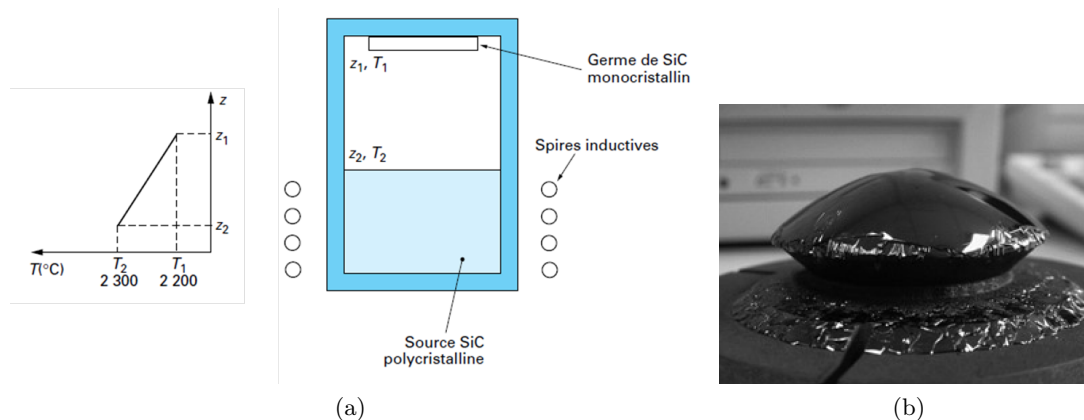 z
z1
z2
T(°C)
T2
2 300
T1
2 200
z1, T1
z2, T2
Germe de SiC
monocristallin
Spires inductives
Source SiC
polycristalline
(a)
(b)